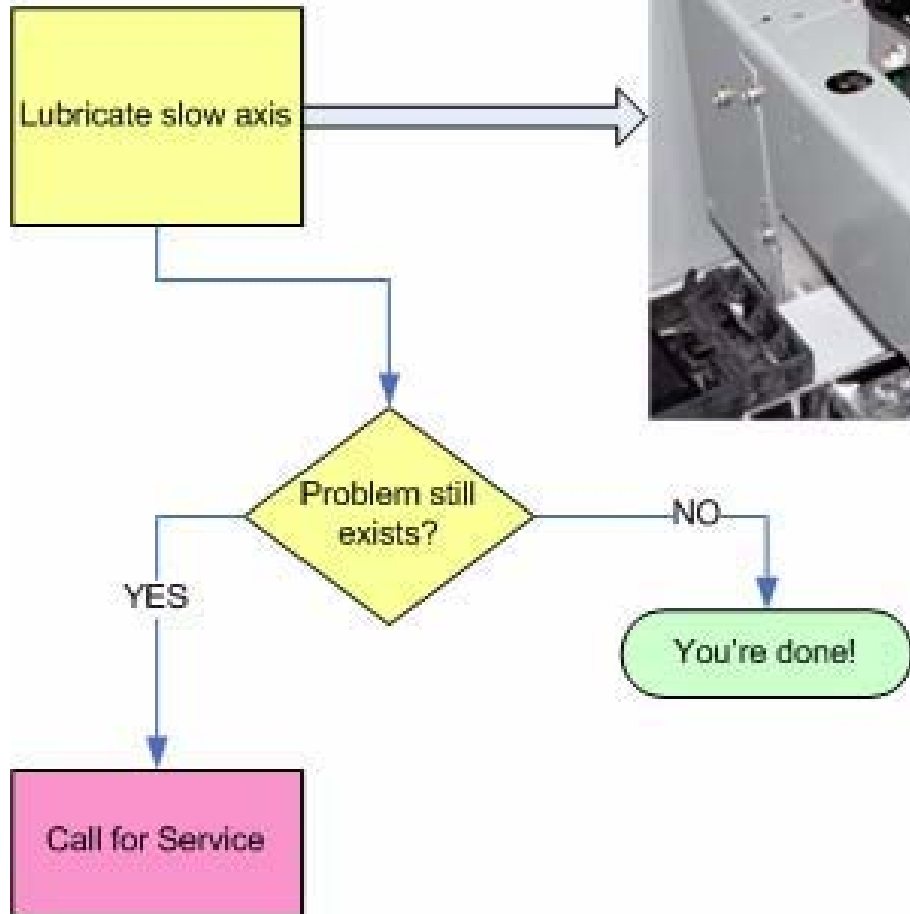 Lubricate slow axis
Problem still
exists?
NO
YES
You're done!
Call for Service